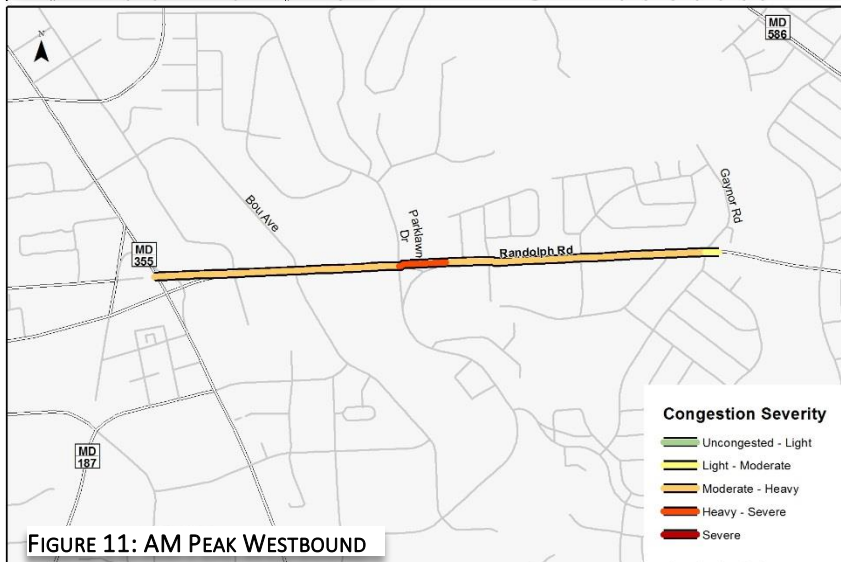 N
MD
586
Gaynor Rd
Bou Ave
Parklawn
Dr
Randolph Rd
MD
355
MD
187
Congestion Severity
Uncongested - Light
Light - Moderate
Moderate - Heavy
Heavy - Severe
Severe
FIGURE 11: AM PEAK WESTBOUND